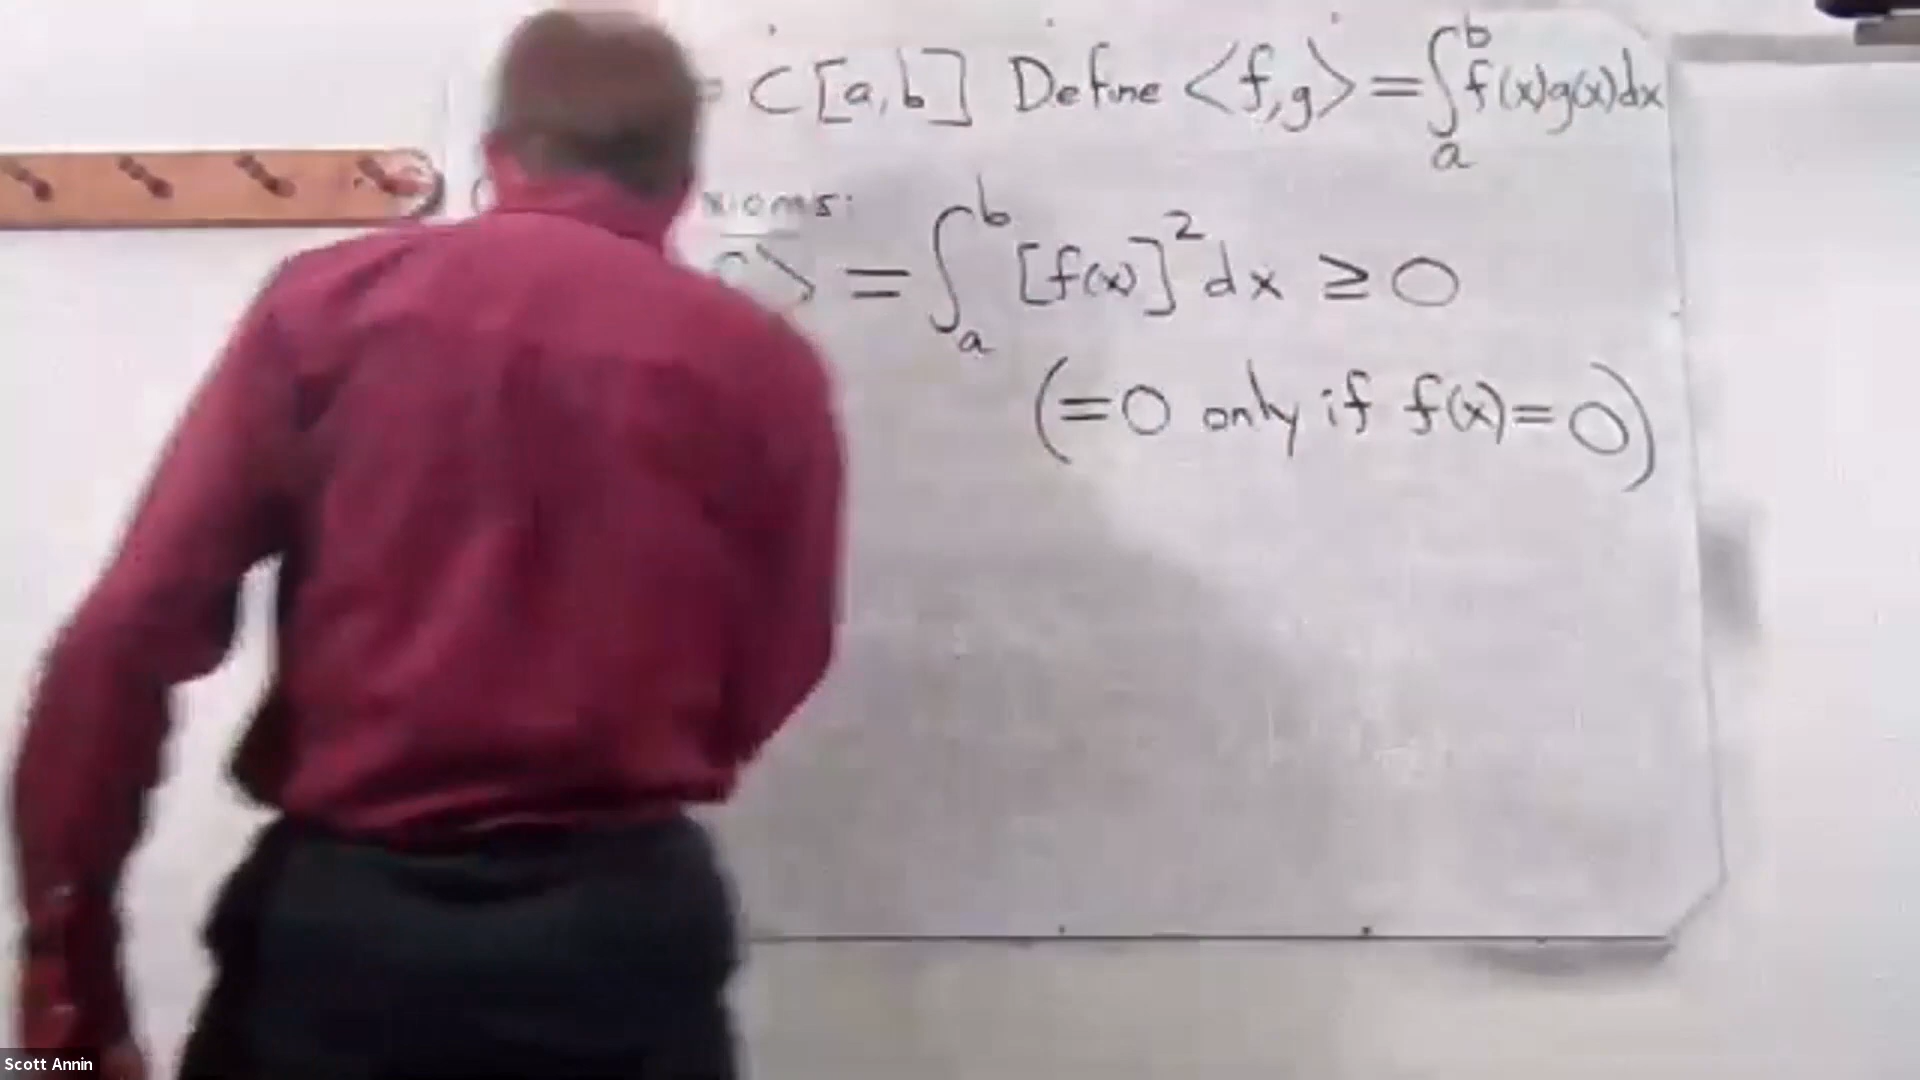 = C[a,b] Define <f,g> = ∫_a^b f(x)g(x)dx
xioms:
> = ∫_a^b [f(x)]^2 dx ≥ 0
(=0 only if f(x)=0)
Scott Annin